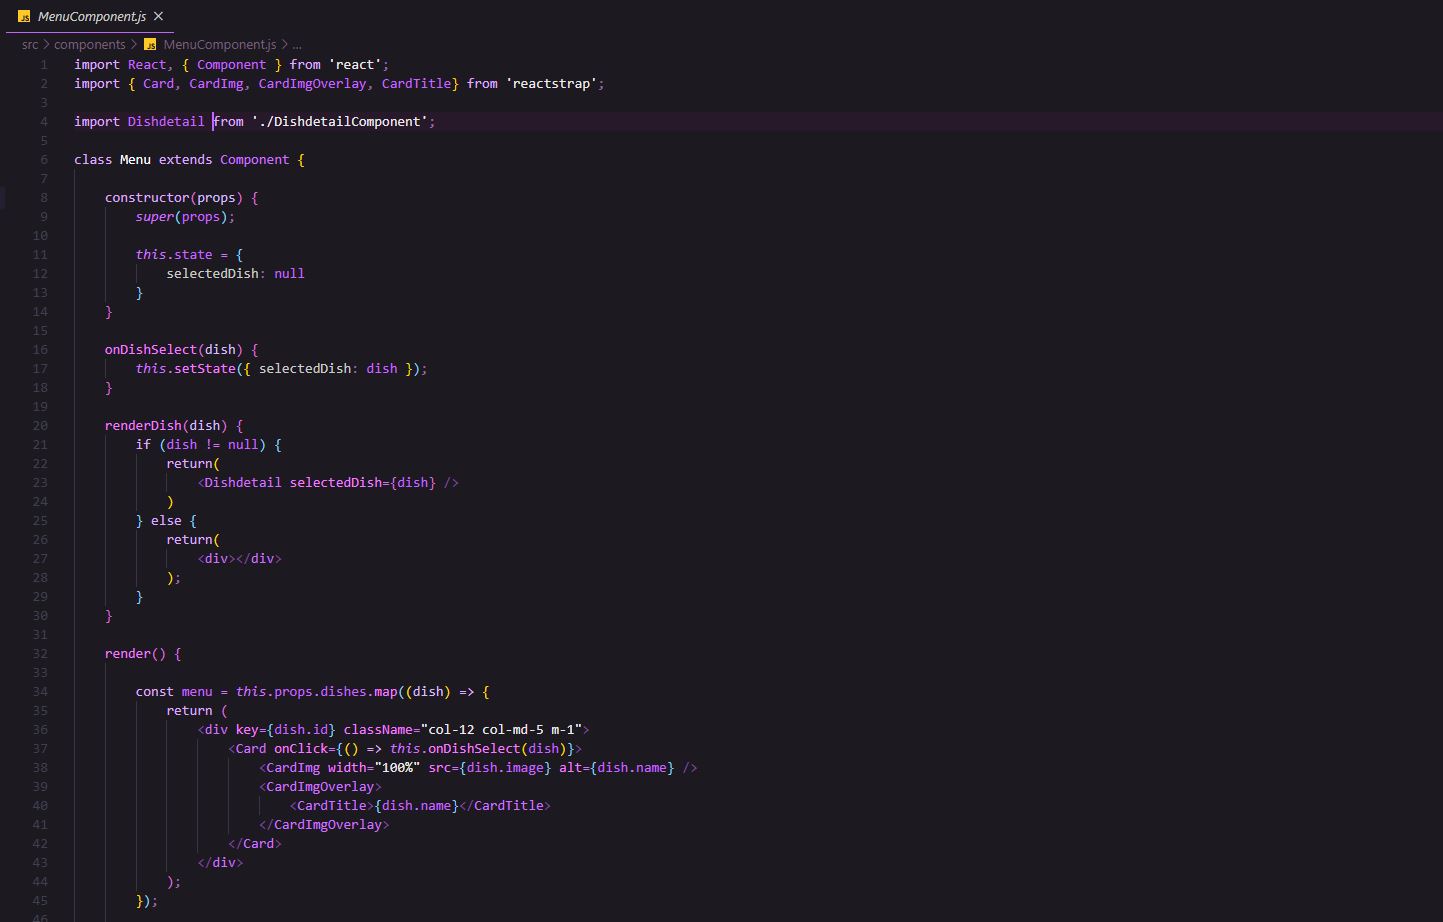 JS MenuComponent.js ×
src > components > JS MenuComponent.js > ...
1 import React, { Component } from 'react';
2 import { Card, CardImg, CardImgOverlay, CardTitle} from 'reactstrap';
3
4 import Dishdetail from './DishdetailComponent';
5
6 class Menu extends Component {
7
8     constructor(props) {
9         super(props);
10
11         this.state = {
12             selectedDish: null
13         }
14     }
15
16     onDishSelect(dish) {
17         this.setState({ selectedDish: dish });
18     }
19
20     renderDish(dish) {
21         if (dish != null) {
22             return(
23                 <Dishdetail selectedDish={dish} />
24             )
25         } else {
26             return(
27                 <div></div>
28             );
29         }
30     }
31
32     render() {
33
34         const menu = this.props.dishes.map((dish) => {
35             return (
36                 <div key={dish.id} className="col-12 col-md-5 m-1">
37                     <Card onClick={() => this.onDishSelect(dish)}>
38                         <CardImg width="100%" src={dish.image} alt={dish.name} />
39                         <CardImgOverlay>
40                             <CardTitle>{dish.name}</CardTitle>
41                         </CardImgOverlay>
42                     </Card>
43                 </div>
44             );
45         });
46